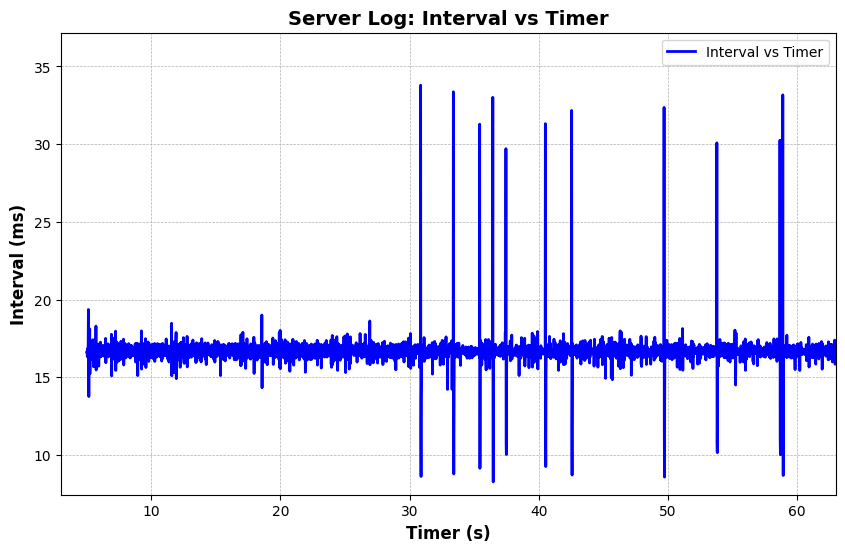 Server Log: Interval vs Timer
Interval vs Timer
35
30
25
20
15
10
Interval (ms)
10 20 30 40 50 60
Timer (s)